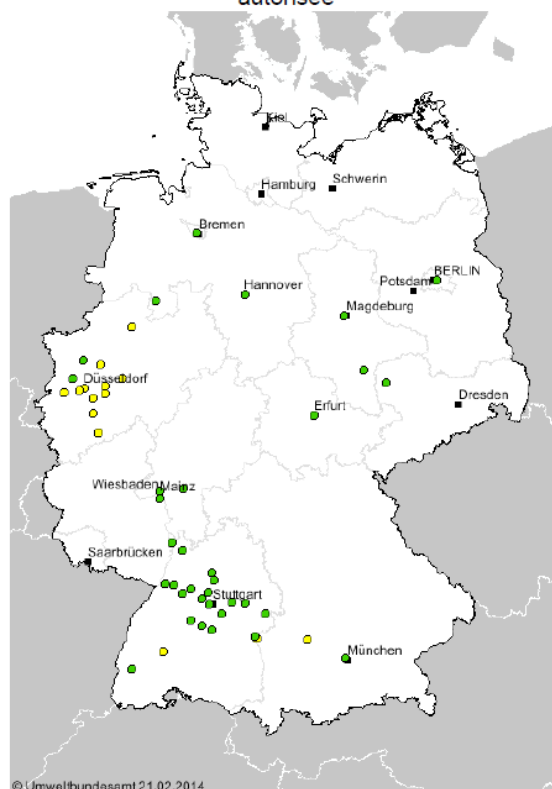 autorisée
Kiel
Hamburg
Schwerin
Bremen
Hannover
BERLIN
Potsdam
Magdeburg
Düsseldorf
Erfurt
Dresden
Wiesbaden
Mainz
Saarbrücken
Stuttgart
München
© Umweltbundesamt 21.02.2014